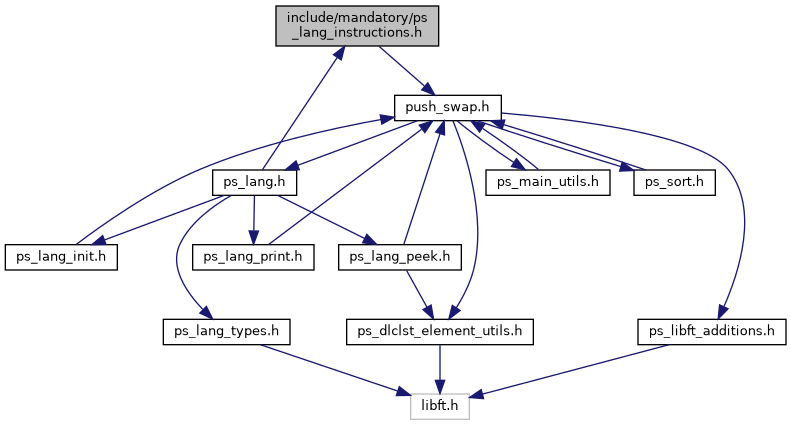 include/mandatory/ps
_lang_instructions.h
push_swap.h
ps_lang.h
ps_main_utils.h
ps_sort.h
ps_lang_init.h
ps_lang_print.h
ps_lang_peek.h
ps_lang_types.h
ps_dlclst_element_utils.h
ps_libft_additions.h
libft.h